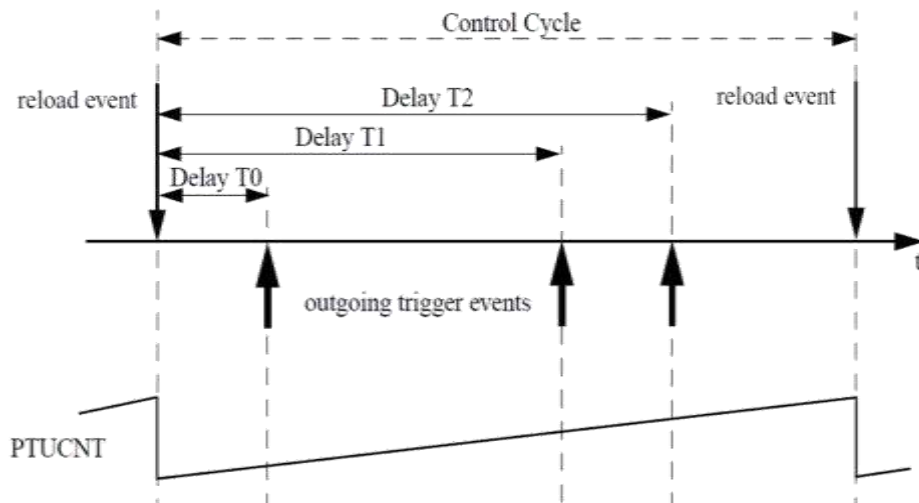 Control Cycle
reload event
Delay T2
reload event
Delay T1
Delay T0
t
outgoing trigger events
PTUCNT